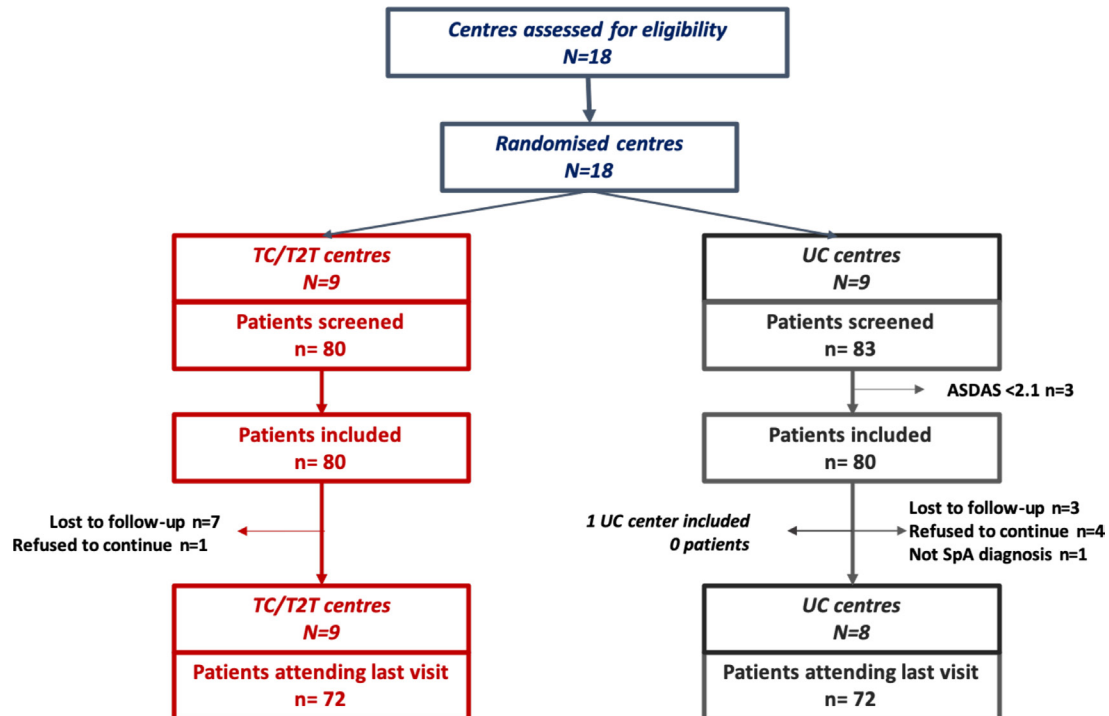 Centres assessed for eligibility
N=18
Randomised centres
N=18
TC/T2T centres
N=9
Patients screened
n= 80
Patients included
n= 80
Lost to follow-up n=7
Refused to continue n=1
TC/T2T centres
N=9
Patients attending last visit
n= 72
UC centres
N=9
Patients screened
n= 83
ASDAS <2.1 n=3
Patients included
n= 80
1 UC center included
0 patients
Lost to follow-up n=3
Refused to continue n=4
Not SpA diagnosis n=1
UC centres
N=8
Patients attending last visit
n= 72